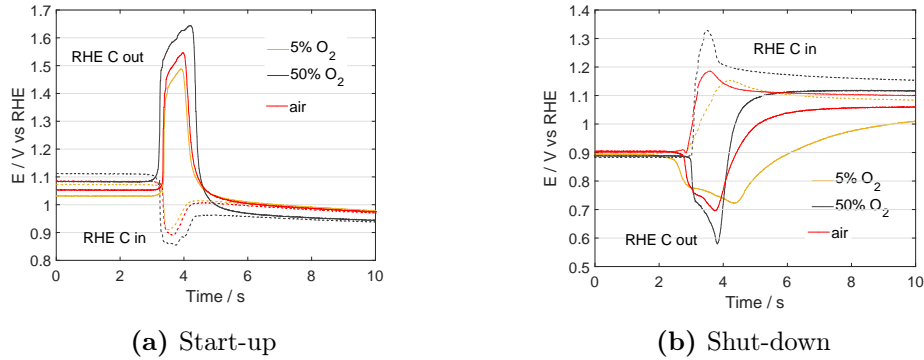 1.7
1.6
1.5
1.4
1.3
1.2
1.1
1
0.9
0.8
E / V vs RHE
RHE C out
5% O₂
50% O₂
air
RHE C in
0 2 4 6 8 10
Time / s
(a) Start-up
1.4
1.3
1.2
1.1
1
0.9
0.8
0.7
0.6
0.5
E / V vs RHE
RHE C in
5% O₂
50% O₂
air
RHE C out
0 2 4 6 8 10
Time / s
(b) Shut-down